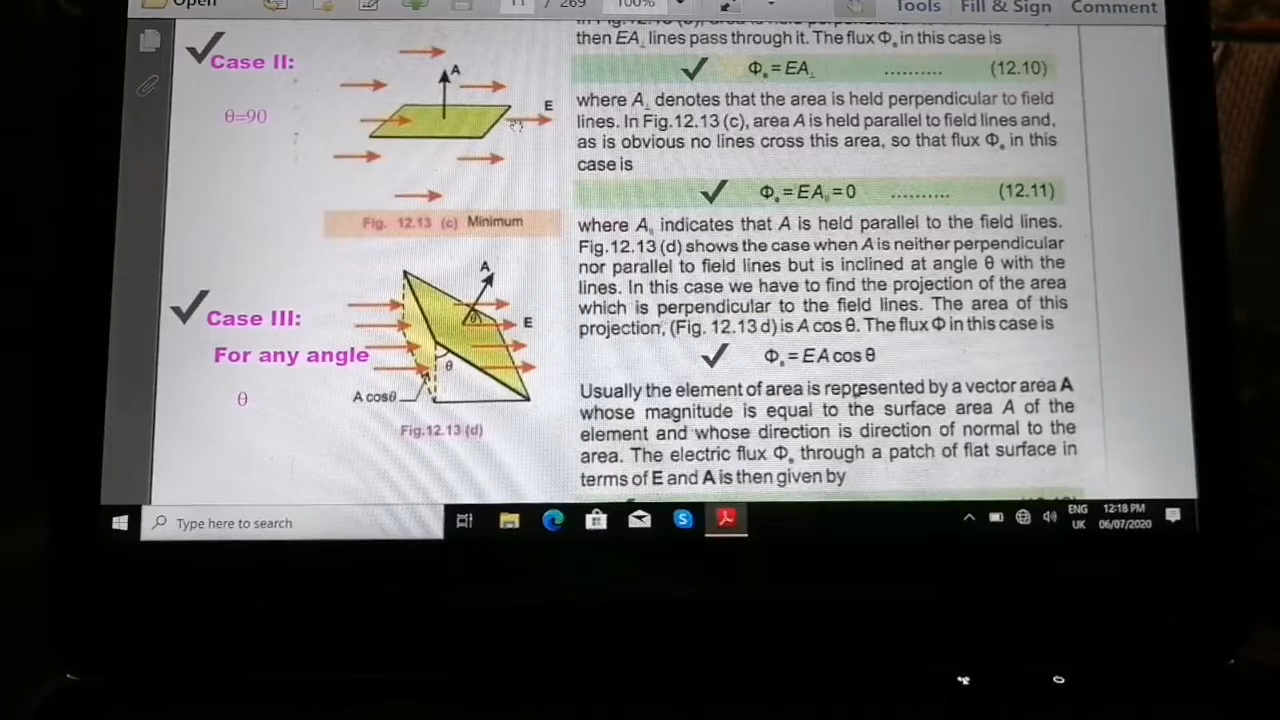 Open
11 / 269
100%
Tools
Fill & Sign
Comment
Case II:
θ=90
A
E
Fig. 12.13 (c) Minimum
Case III:
For any angle
θ
A
θ
E
θ
A cosθ
Fig.12.13 (d)
then EA⊥ lines pass through it. The flux Φₑ in this case is
Φₑ = EA⊥ .......... (12.10)
where A⊥ denotes that the area is held perpendicular to field
lines. In Fig.12.13 (c), area A is held parallel to field lines and,
as is obvious no lines cross this area, so that flux Φₑ in this
case is
Φₑ = EA∥ = 0 .......... (12.11)
where A∥ indicates that A is held parallel to the field lines.
Fig.12.13 (d) shows the case when A is neither perpendicular
nor parallel to field lines but is inclined at angle θ with the
lines. In this case we have to find the projection of the area
which is perpendicular to the field lines. The area of this
projection, (Fig. 12.13 d) is A cos θ. The flux Φ in this case is
Φₑ = E A cos θ
Usually the element of area is represented by a vector area A
whose magnitude is equal to the surface area A of the
element and whose direction is direction of normal to the
area. The electric flux Φₑ through a patch of flat surface in
terms of E and A is then given by
Type here to search
ENG
UK
12:18 PM
06/07/2020